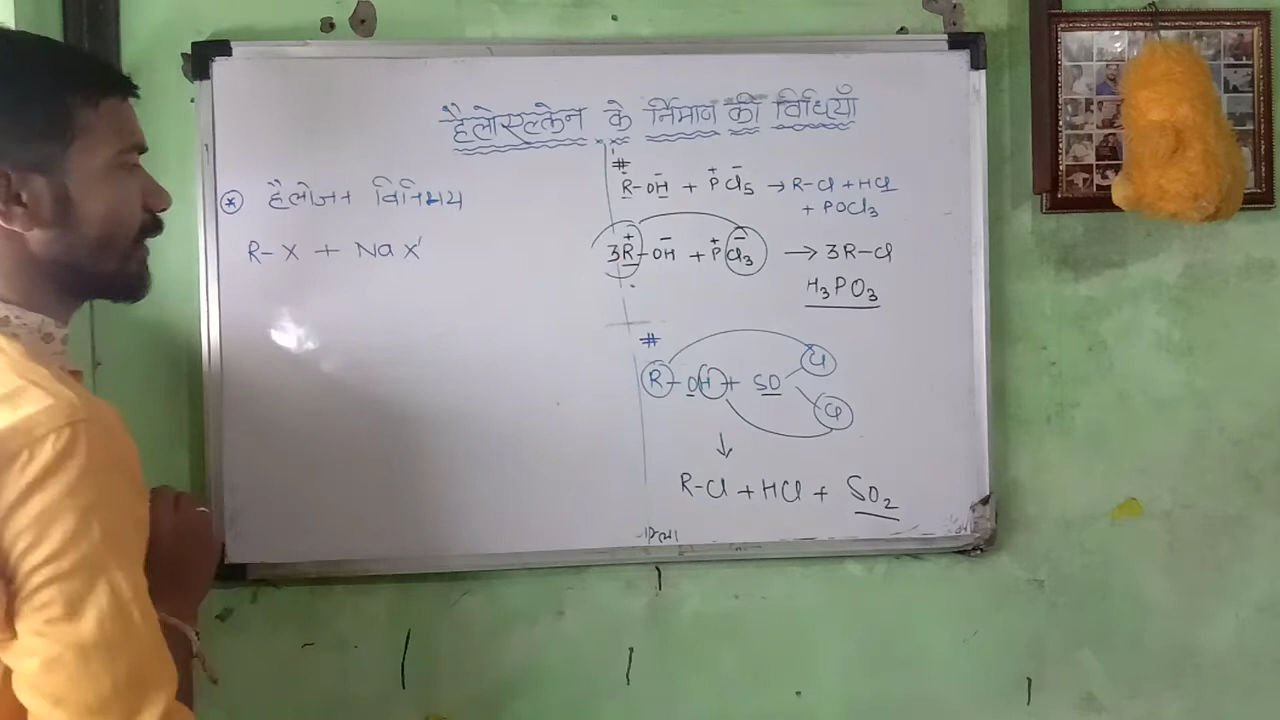 हैलोएल्केन के र्निमाण की विधियाँ
* हैलोजन विनिमय
R-X + NaX'
#
R-OH + PCl5 → R-Cl + HCl
+ POCl3
3R-OH + PCl3 → 3R-Cl
H3PO3
#
R-OH + SO Cl
Cl
↓
R-Cl + HCl + SO2